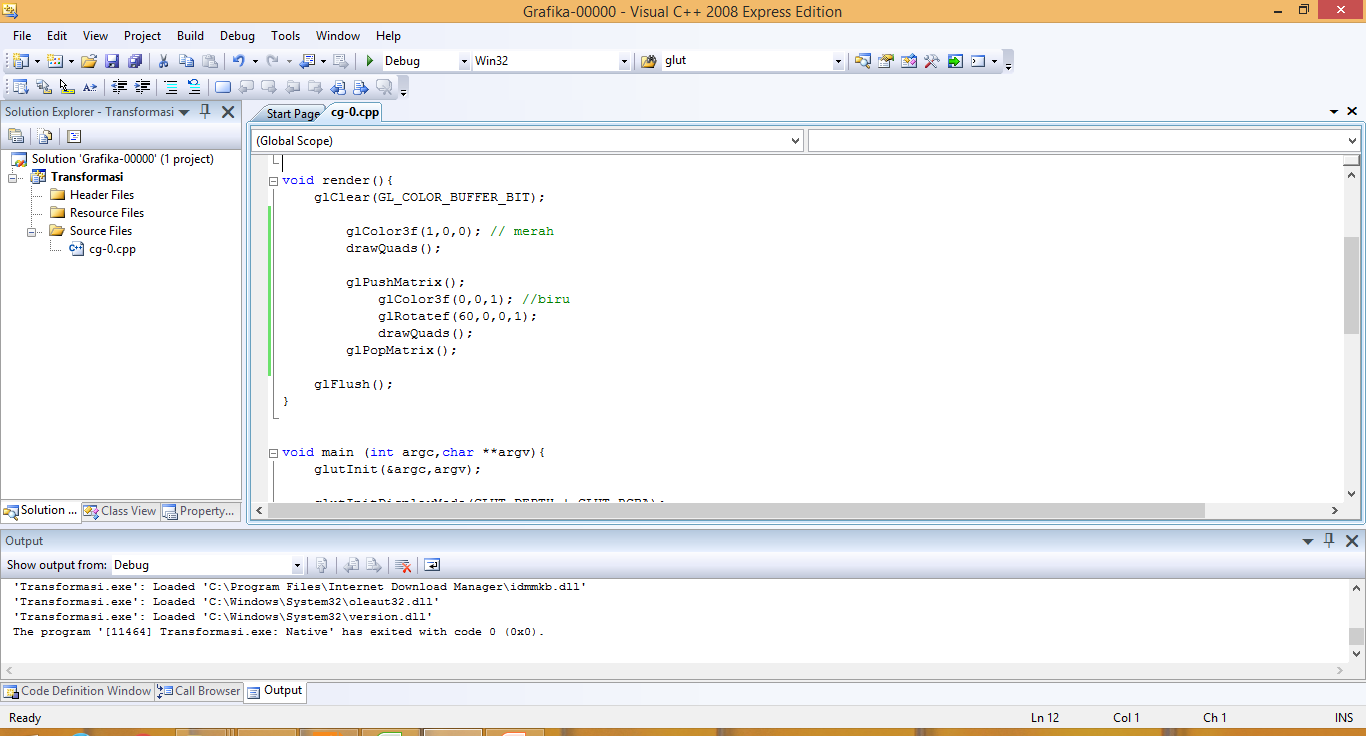 Grafika-00000 - Visual C++ 2008 Express Edition
File Edit View Project Build Debug Tools Window Help
Debug Win32 glut
Solution Explorer - Transformasi
Start Page cg-0.cpp
(Global Scope)
Solution 'Grafika-00000' (1 project)
Transformasi
Header Files
Resource Files
Source Files
cg-0.cpp
void render(){
glClear(GL_COLOR_BUFFER_BIT);
glColor3f(1,0,0); // merah
drawQuads();
glPushMatrix();
glColor3f(0,0,1); //biru
glRotatef(60,0,0,1);
drawQuads();
glPopMatrix();
glFlush();
}
void main (int argc,char **argv){
glutInit(&argc,argv);
glutInitDisplayMode(GLUT_DEPTH | GLUT_RGBA);
Solution ... Class View Property...
Output
Show output from: Debug
'Transformasi.exe': Loaded 'C:\Program Files\Internet Download Manager\idmmkb.dll'
'Transformasi.exe': Loaded 'C:\Windows\System32\oleaut32.dll'
'Transformasi.exe': Loaded 'C:\Windows\System32\version.dll'
The program '[11464] Transformasi.exe: Native' has exited with code 0 (0x0).
Code Definition Window Call Browser Output
Ready Ln 12 Col 1 Ch 1 INS